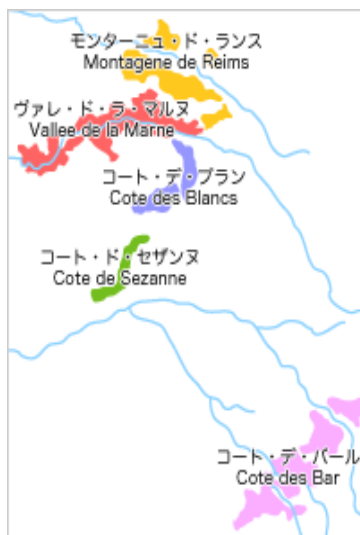 モンターニュ・ド・ランス
Montagene de Reims
ヴァレ・ド・ラ・マルヌ
Vallee de la Marne
コート・デ・ブラン
Cote des Blancs
コート・ド・セザンヌ
Cote de Sezanne
コート・デ・バール
Cote des Bar